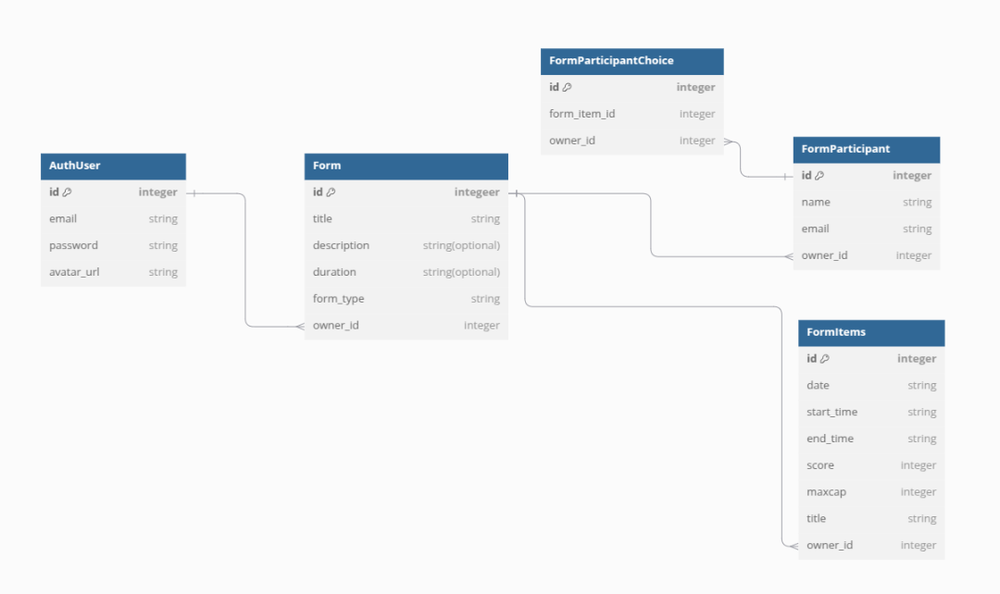 FormParticipantChoice
id integer
form_item_id integer
owner_id integer
FormParticipant
id integer
name string
email string
owner_id integer
AuthUser
id integer
email string
password string
avatar_url string
Form
id integeer
title string
description string(optional)
duration string(optional)
form_type string
owner_id integer
FormItems
id integer
date string
start_time string
end_time string
score integer
maxcap integer
title string
owner_id integer